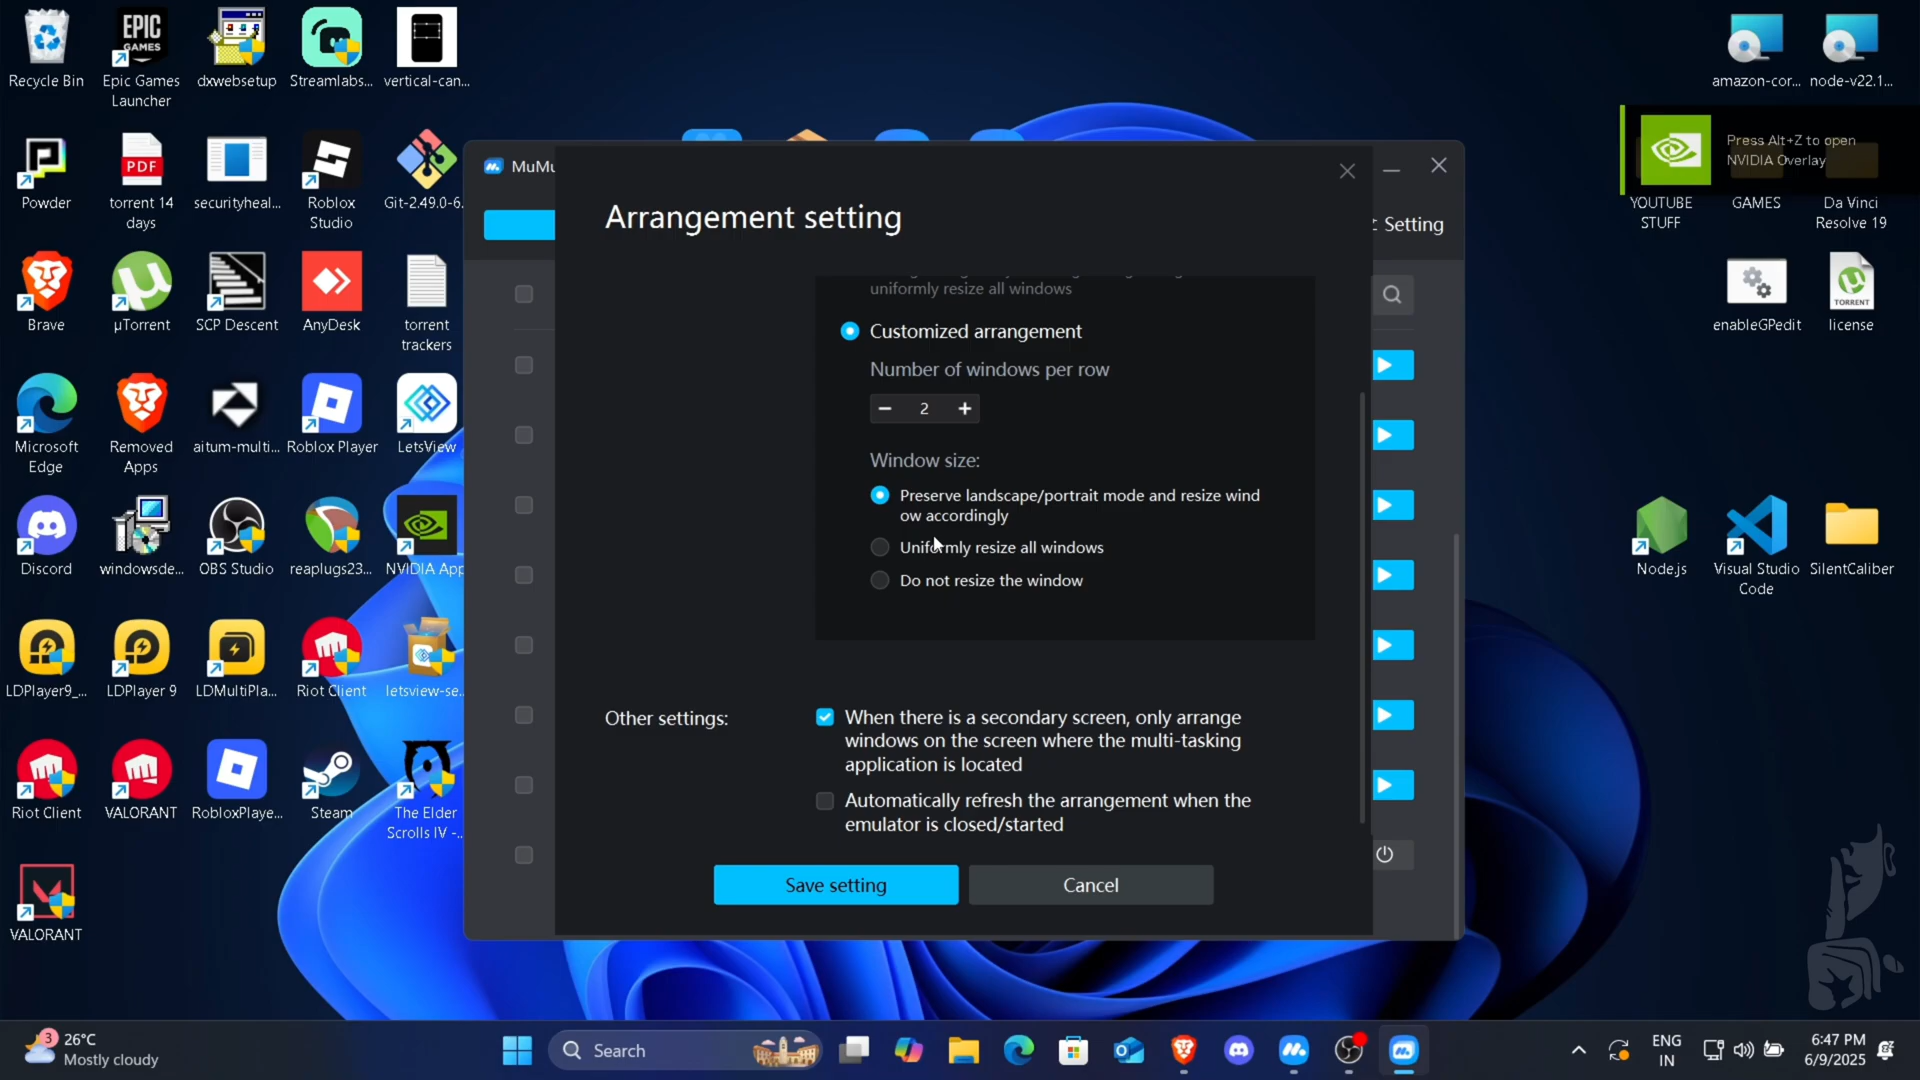 Recycle Bin
EPIC
GAMES
Epic Games
Launcher
dxwebsetup
Streamlabs...
vertical-can...
amazon-cor...
node-v22.1...
Powder
PDF
torrent 14
days
securityheal...
Roblox
Studio
Git-2.49.0-6.
Press Alt+Z to open
NVIDIA Overlay
YOUTUBE
STUFF
GAMES
Da Vinci
Resolve 19
Brave
µTorrent
SCP Descent
AnyDesk
torrent
trackers
enableGPedit
TORRENT
license
Microsoft
Edge
Removed
Apps
aitum-multi...
Roblox Player
LetsView
Discord
windowsde...
OBS Studio
reaplugs23...
NVIDIA App
Node.js
Visual Studio
Code
SilentCaliber
LDPlayer9_...
LDPlayer 9
LDMultiPla...
Riot Client
letsview-se..
Riot Client
VALORANT
RobloxPlaye...
Steam
The Elder
Scrolls IV -..
VALORANT
MuMu
Setting
Arrangement setting
uniformly resize all windows
Customized arrangement
Number of windows per row
− 2 +
Window size:
Preserve landscape/portrait mode and resize wind
ow accordingly
Uniformly resize all windows
Do not resize the window
Other settings:
When there is a secondary screen, only arrange
windows on the screen where the multi-tasking
application is located
Automatically refresh the arrangement when the
emulator is closed/started
Save setting
Cancel
3
26°C
Mostly cloudy
Search
ENG
IN
6:47 PM
6/9/2025